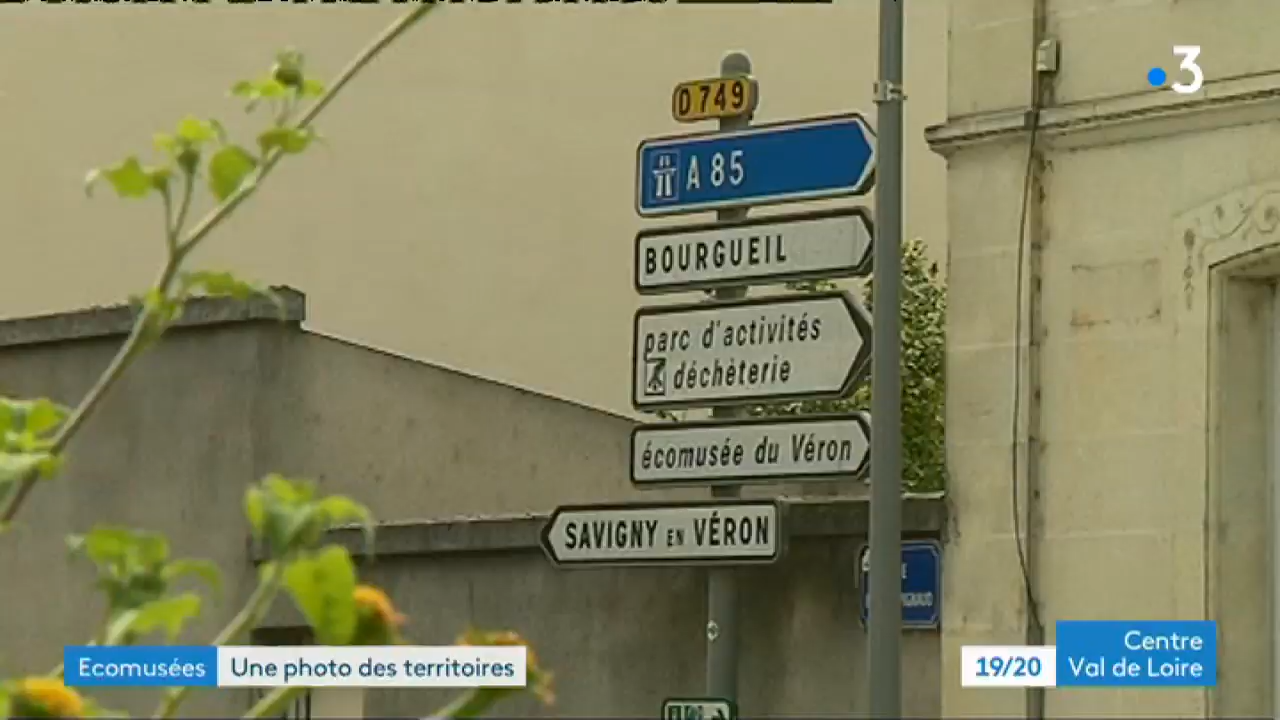 3
D 749
A 85
BOURGUEIL
parc d'activités
déchèterie
écomusée du Véron
SAVIGNY EN VÉRON
Ecomusées
Une photo des territoires
19/20
Centre
Val de Loire